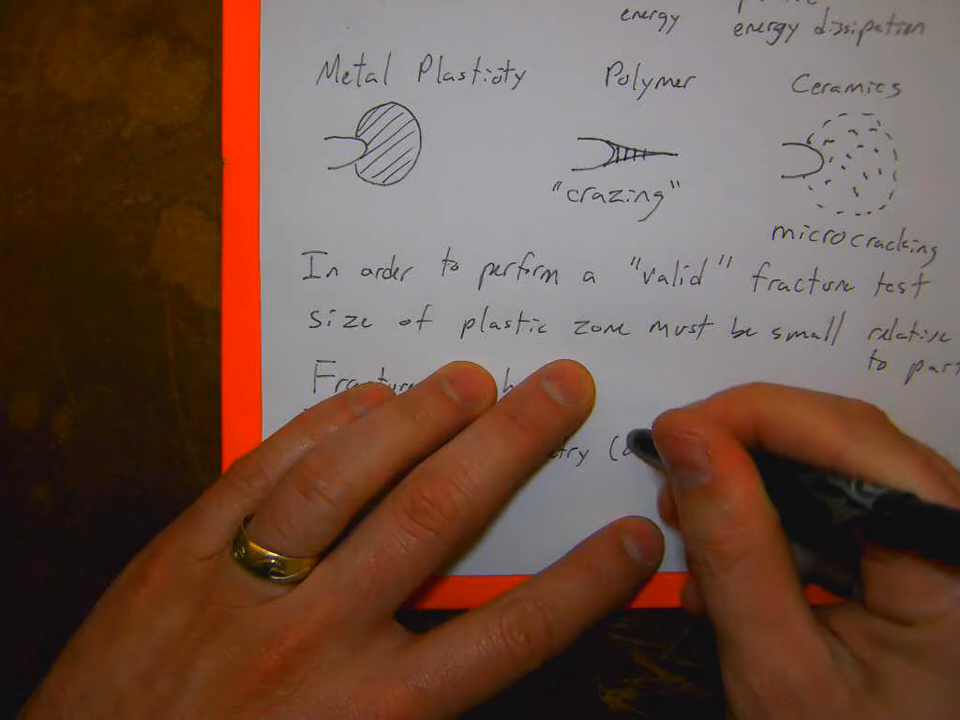 energy energy dissipation
Metal Plasticity Polymer Ceramics
"crazing"
microcracking
In order to perform a "valid" fracture test
size of plastic zone must be small relative
to part